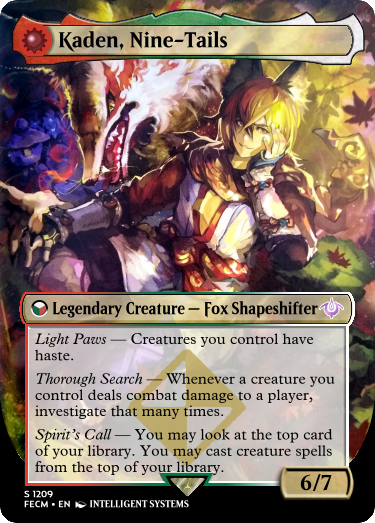 Kaden, Nine-Tails
Legendary Creature — Fox Shapeshifter
Light Paws — Creatures you control have
haste.
Thorough Search — Whenever a creature you
control deals combat damage to a player,
investigate that many times.
Spirit's Call — You may look at the top card
of your library. You may cast creature spells
from the top of your library.
6/7
S 1209
FECM • EN INTELLIGENT SYSTEMS